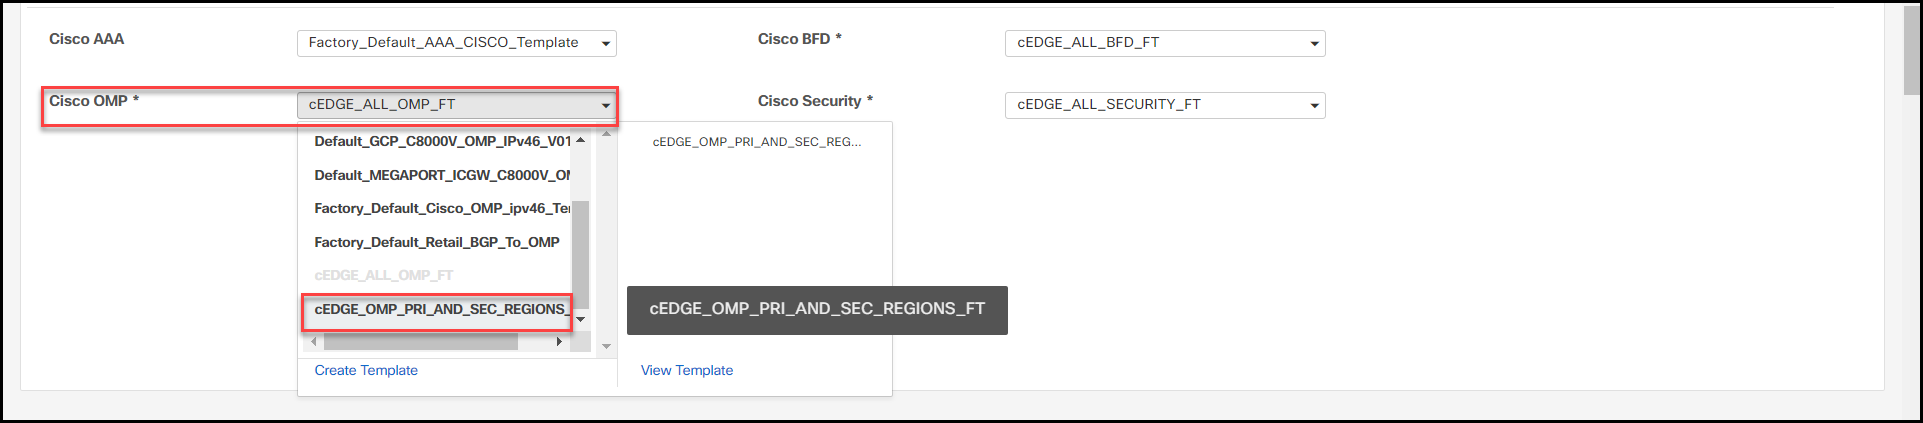 Cisco AAA
Factory_Default_AAA_CISCO_Template
Cisco BFD *
cEDGE_ALL_BFD_FT
Cisco OMP *
cEDGE_ALL_OMP_FT
Cisco Security *
cEDGE_ALL_SECURITY_FT
Default_GCP_C8000V_OMP_IPv46_V01
cEDGE_OMP_PRI_AND_SEC_REG...
Default_MEGAPORT_ICGW_C8000V_OM
Factory_Default_Cisco_OMP_ipv46_Te
Factory_Default_Retail_BGP_To_OMP
cEDGE_ALL_OMP_FT
cEDGE_OMP_PRI_AND_SEC_REGIONS_
cEDGE_OMP_PRI_AND_SEC_REGIONS_FT
Create Template
View Template